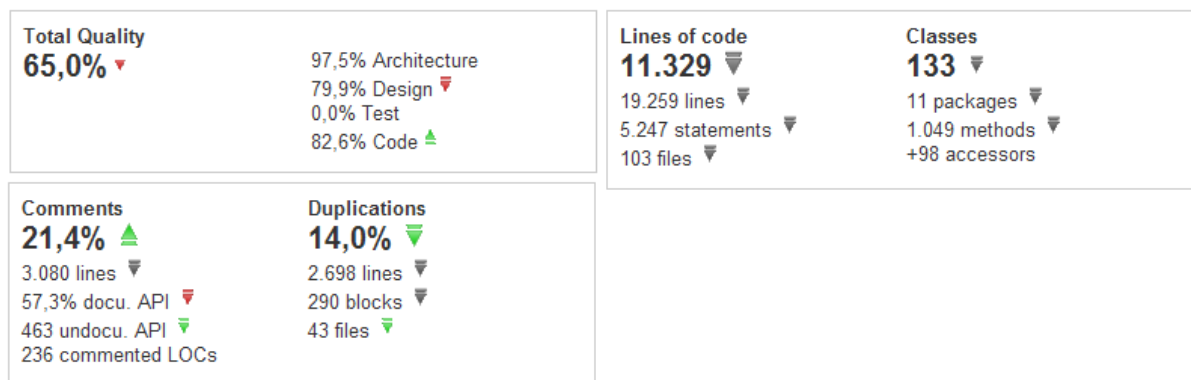 Total Quality
65,0%
97,5% Architecture
79,9% Design
0,0% Test
82,6% Code
Lines of code
11.329
19.259 lines
5.247 statements
103 files
Classes
133
11 packages
1.049 methods
+98 accessors
Comments
21,4%
3.080 lines
57,3% docu. API
463 undocu. API
236 commented LOCs
Duplications
14,0%
2.698 lines
290 blocks
43 files